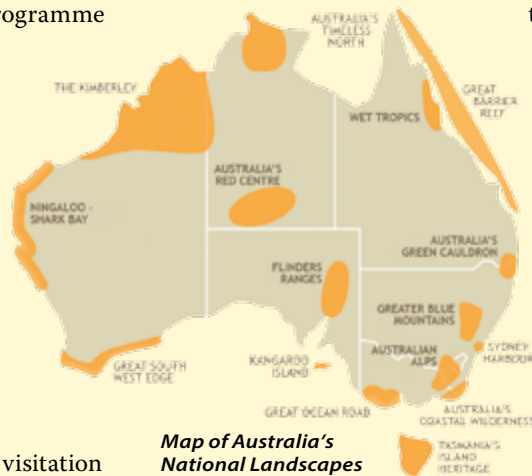 rogramme
t
AUSTRALIA'S
TIMELESS
NORTH
THE KIMBERLEY
GREAT
BARRIER
REEF
WET TROPICS
AUSTRALIA'S
RED CENTRE
NINGALOO -
SHARK BAY
AUSTRALIA'S
GREEN CAULDRON
FLINDERS
RANGES
GREATER BLUE
MOUNTAINS
SYDNEY
HARBOUR
AUSTRALIAN
ALPS
KANGAROO
ISLAND
GREAT SOUTH
WEST EDGE
GREAT OCEAN ROAD
AUSTRALIA'S
COASTAL WILDERNESS
TASMANIA'S
ISLAND
HERITAGE
visitation
Map of Australia's
National Landscapes